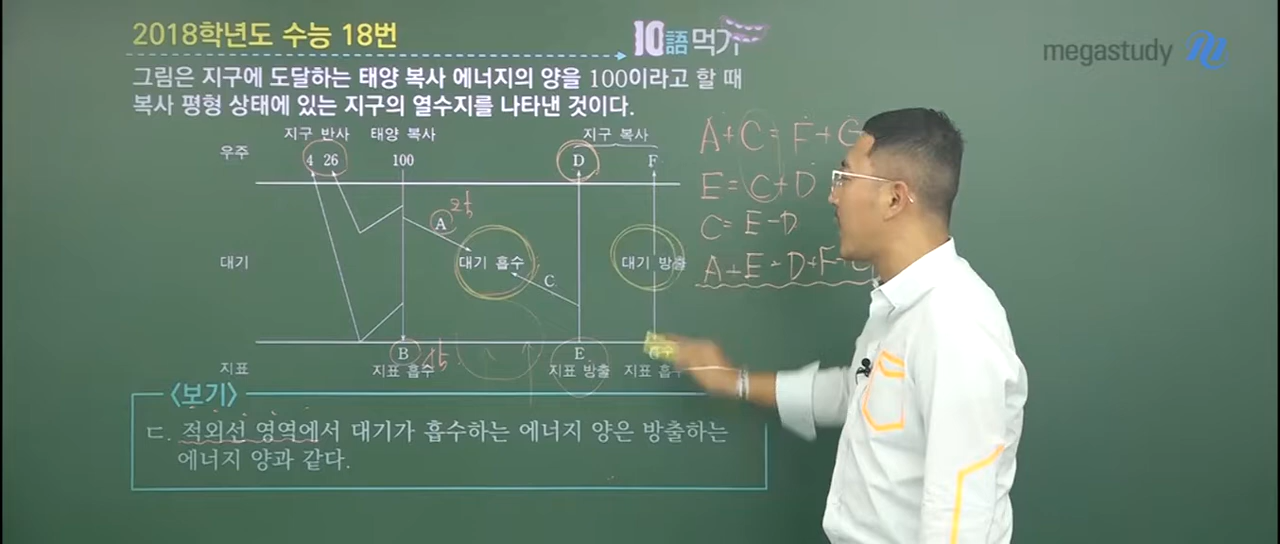 2018학년도 수능 18번
10語먹기
megastudy
그림은 지구에 도달하는 태양 복사 에너지의 양을 100이라고 할 때
복사 평형 상태에 있는 지구의 열수지를 나타낸 것이다.
지구 반사 태양 복사 지구 복사
우주 4 26 100 D F
A
대기 대기 흡수 C 대기 방출
B E G
지표 지표 흡수 지표 방출 지표 흡수
A+C=F+G
E=C+D
C=E-D
A+E-D=F+G
<보기>
ㄷ. 적외선 영역에서 대기가 흡수하는 에너지 양은 방출하는
에너지 양과 같다.